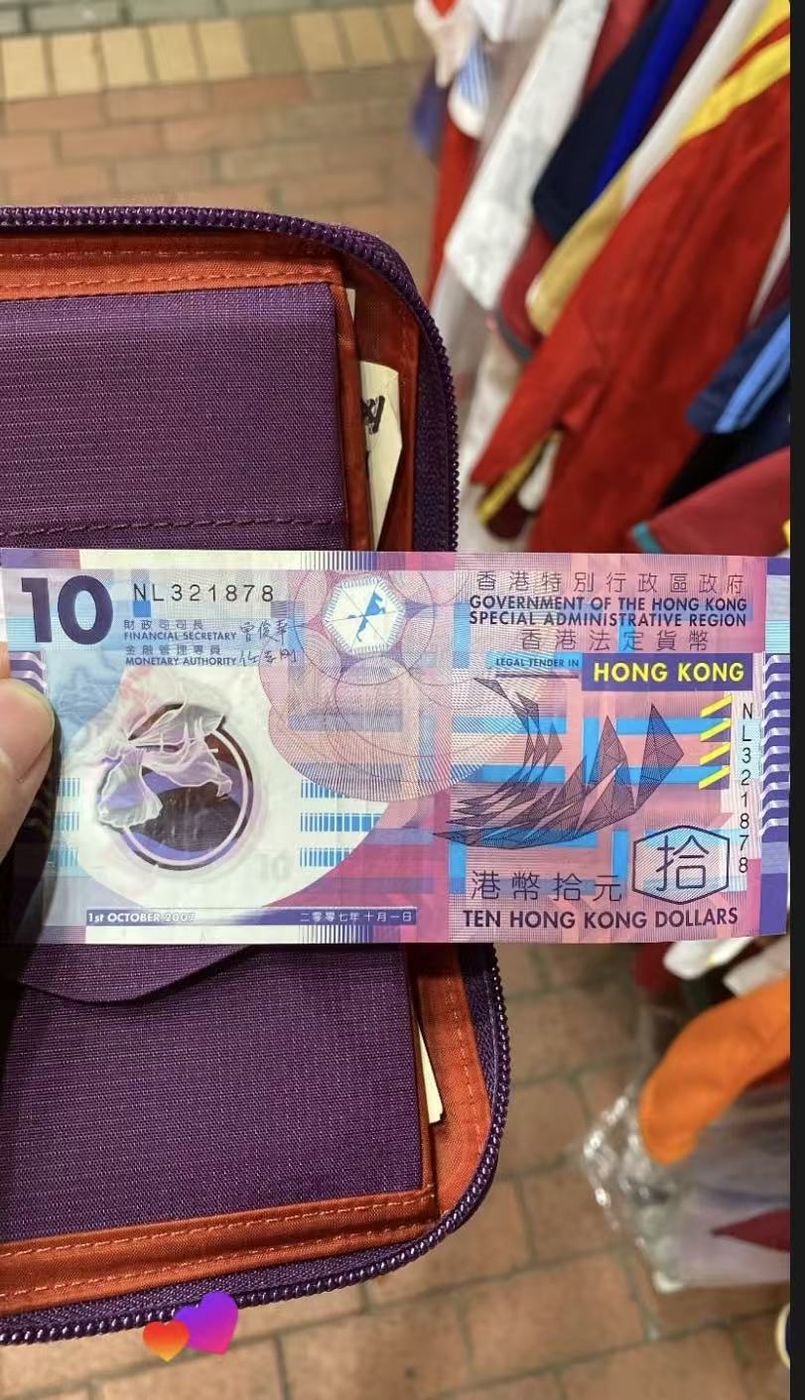 10
NL321878
財政司司長
FINANCIAL SECRETARY
金融管理專員
MONETARY AUTHORITY
香港特別行政區政府
GOVERNMENT OF THE HONG KONG
SPECIAL ADMINISTRATIVE REGION
香港法定貨幣
LEGAL TENDER IN
HONG KONG
NL321878
10
港幣拾元
拾
TEN HONG KONG DOLLARS
1st OCTOBER 2007
二零零七年十月一日